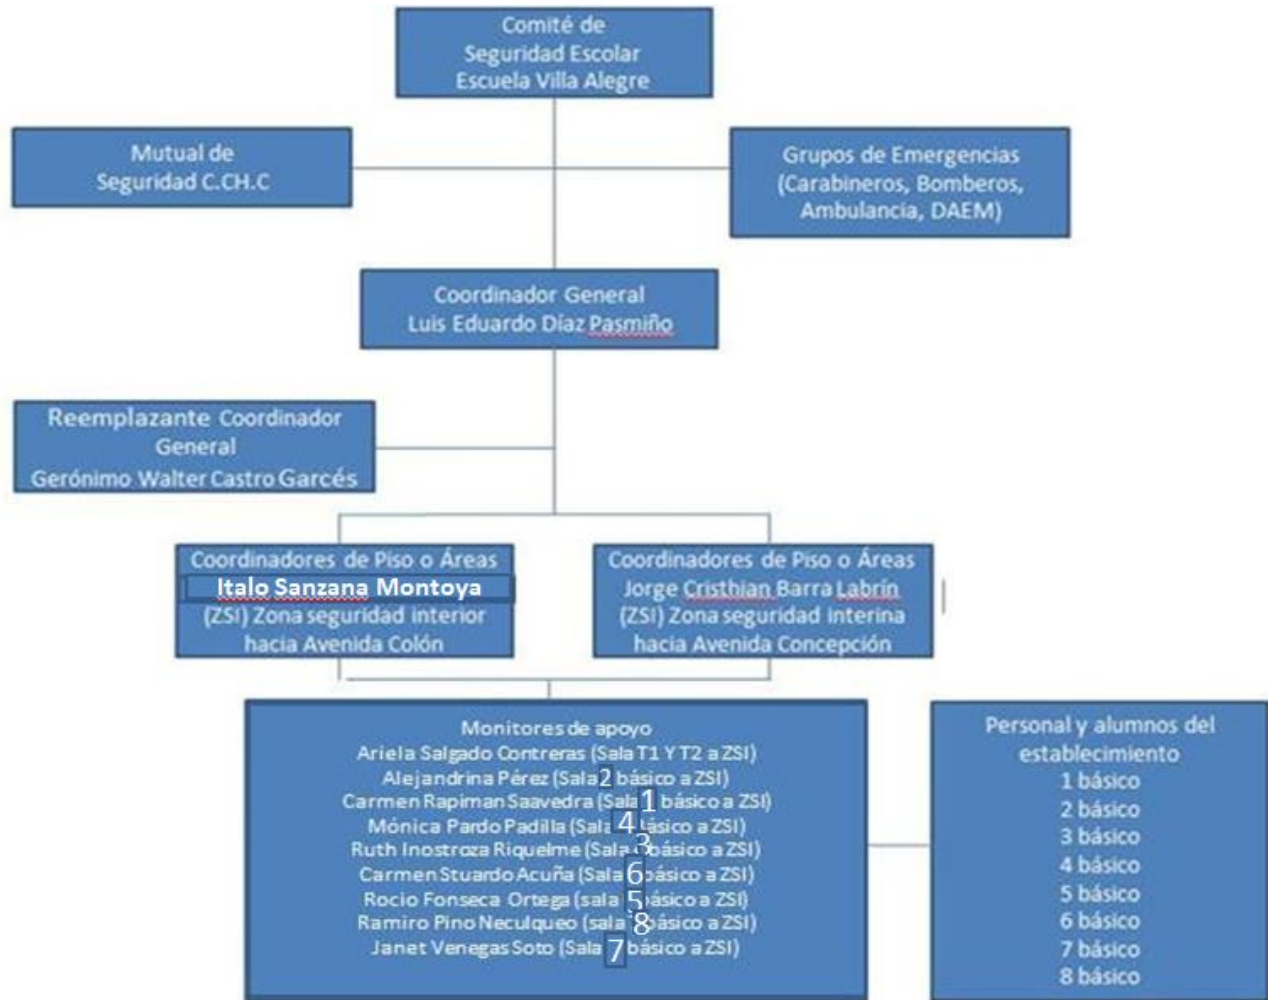 Comité de
Seguridad Escolar
Escuela Villa Alegre
Mutual de
Seguridad C.CH.C
Grupos de Emergencias
(Carabineros, Bomberos,
Ambulancia, DAEM)
Coordinador General
Luis Eduardo Díaz Pasmiño
Reemplazante Coordinador
General
Gerónimo Walter Castro Garcés
Coordinadores de Piso o Áreas
Italo Sanzana Montoya
(ZSI) Zona seguridad interior
hacia Avenida Colón
Coordinadores de Piso o Áreas
Jorge Cristhian Barra Labrín
(ZSI) Zona seguridad interina
hacia Avenida Concepción
Monitores de apoyo
Ariela Salgado Contreras (Sala T1 Y T2 a ZSI)
Alejandrina Pérez (Sala 2 básico a ZSI)
Carmen Rapiman Saavedra (Sala 1 básico a ZSI)
Mónica Pardo Padilla (Sala 4 básico a ZSI)
Ruth Inostroza Riquelme (Sala 3 básico a ZSI)
Carmen Stuardo Acuña (Sala 6 básico a ZSI)
Rocio Fonseca Ortega (sala 5 básico a ZSI)
Ramiro Pino Neculqueo (sala 8 básico a ZSI)
Janet Venegas Soto (Sala 7 básico a ZSI)
Personal y alumnos del
establecimiento
1 básico
2 básico
3 básico
4 básico
5 básico
6 básico
7 básico
8 básico